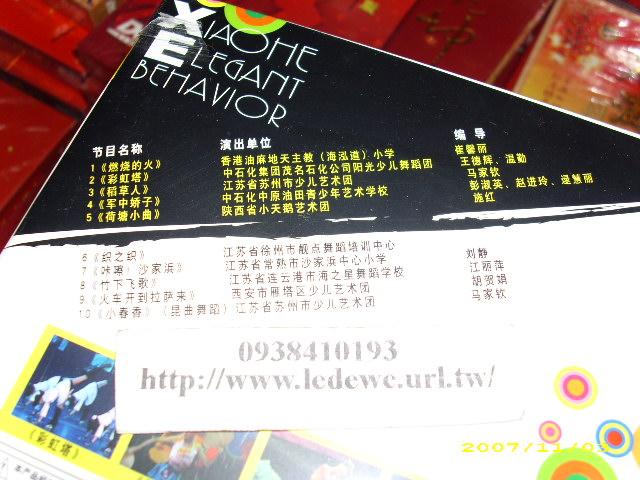 XIAOHE
ELEGANT
BEHAVIOR
节目名称 演出单位 编导
1《燃烧的火》 香港油麻地天主教（海泓道）小学 崔馨丽
2《彩虹塔》 中石化集团茂名石化公司阳光少儿舞蹈团 王德辉、温勤
3《稻草人》 江苏省苏州市少儿艺术团 马家钦
4《军中娇子》 中石化中原油田青少年艺术学校 彭淑英、赵进玲、逯慧丽
5《荷塘小曲》 陕西省小天鹅艺术团 施红
6《织之织》 江苏省徐州市靓点舞蹈培训中心 刘静
7《咔嚓）沙家浜》 江苏省常熟市沙家浜中心小学 江丽萍
8《竹下飞歌》 江苏省连云港市海之星舞蹈学校 胡贺娟
9《火车开到拉萨来》 西安市雁塔区少儿艺术团 马家钦
10《小春香》（昆曲舞蹈）江苏省苏州市少儿艺术团
0938410193
http://www.ledewe.url.tw/
《彩虹塔》
本产品
2007/11/03